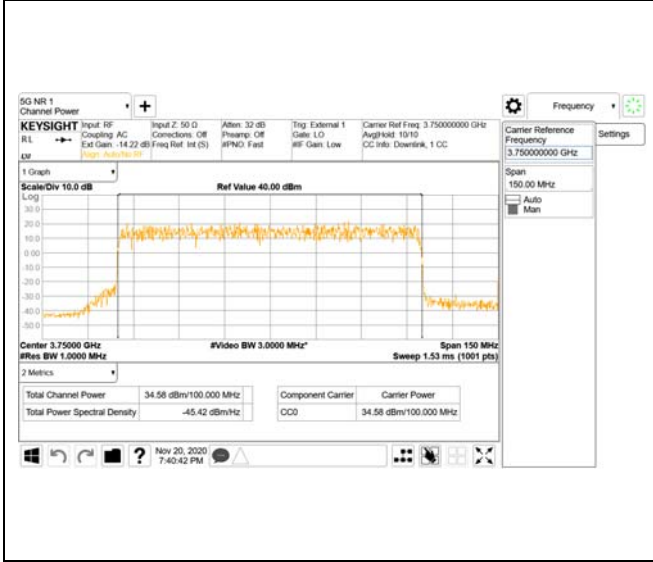 5G NR 1
Channel Power
Frequency
KEYSIGHT
RL
Input: RF
Coupling: AC
Ext Gain: -14.22 dB
Align: Auto/No RF
Input Z: 50 Ω
Corrections: Off
Freq Ref: Int (S)
Atten: 32 dB
Preamp: Off
#PNO: Fast
Trig: External 1
Gate: LO
#IF Gain: Low
Carrier Ref Freq: 3.750000000 GHz
Avg|Hold: 10/10
CC Info: Downlink, 1 CC
Carrier Reference
Frequency
3.750000000 GHz
Settings
Span
150.00 MHz
Auto
Man
1 Graph
Scale/Div 10.0 dB
Ref Value 40.00 dBm
Log
30.0
20.0
10.0
0.00
-10.0
-20.0
-30.0
-40.0
-50.0
Center 3.75000 GHz
#Video BW 3.0000 MHz*
Span 150 MHz
#Res BW 1.0000 MHz
Sweep 1.53 ms (1001 pts)
2 Metrics
Total Channel Power 34.58 dBm/100.000 MHz
Total Power Spectral Density -45.42 dBm/Hz
Component Carrier Carrier Power
CC0 34.58 dBm/100.000 MHz
Nov 20, 2020
7:40:42 PM